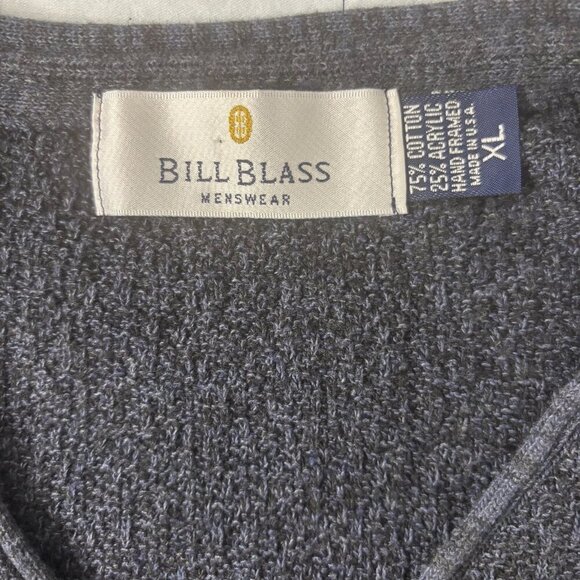 BILL BLASS
MENSWEAR
75% COTTON
25% ACRYLIC
HAND FRAMED
MADE IN U.S.A.
XL